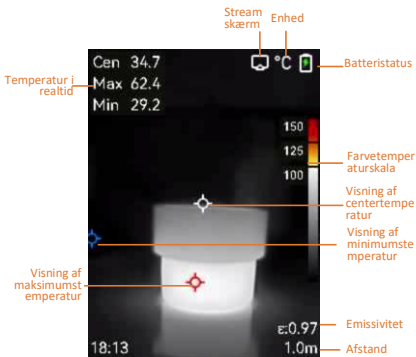 Stream
skærm
Enhed
Cen 34.7
°C
Batteristatus
Temperatur i
realtid
Max 62.4
Min 29.2
150
125
100
Farvetemper
aturskala
Visning af
centertempe
ratur
Visning af
minimumste
mperatur
Visning af
maksimumst
emperatur
ε:0.97
Emissivitet
18:13
1.0m
Afstand